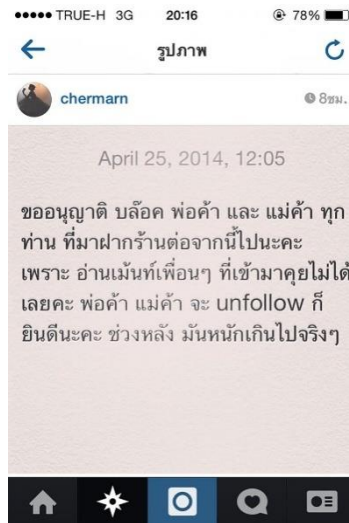 TRUE-H 3G 20:16 78%
รูปภาพ
chermarn 8ชม.
April 25, 2014, 12:05
ขออนุญาติ บล๊อค พ่อค้า และ แม่ค้า ทุก
ท่าน ที่มาฝากร้านต่อจากนี้ไปนะคะ
เพราะ อ่านเม้นท์เพื่อนๆ ที่เข้ามาคุยไม่ได้
เลยคะ พ่อค้า แม่ค้า จะ unfollow ก็
ยินดีนะคะ ช่วงหลัง มันหนักเกินไปจริงๆ